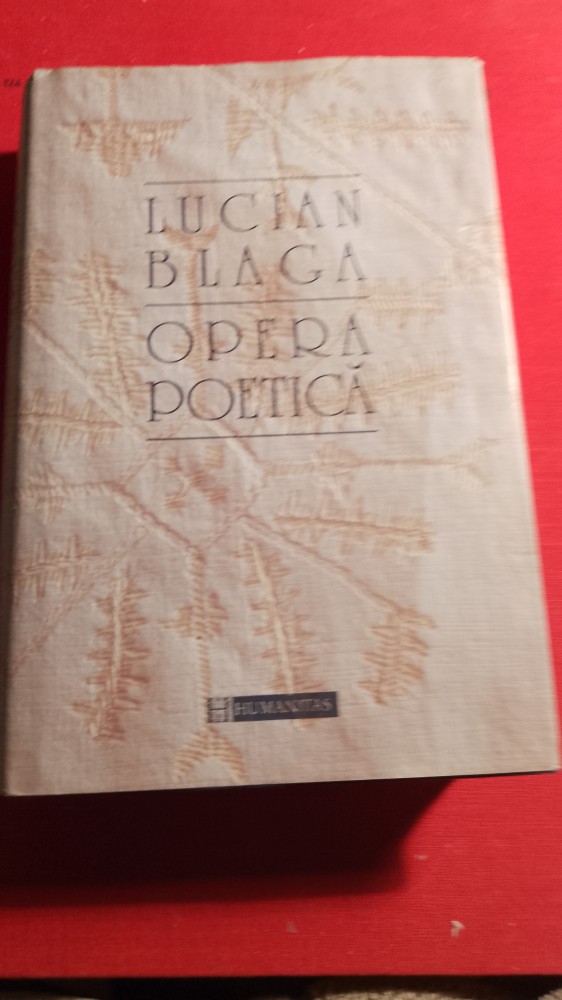 LUCIAN
BLAGA
OPERA
POETICĂ
HUMANITAS